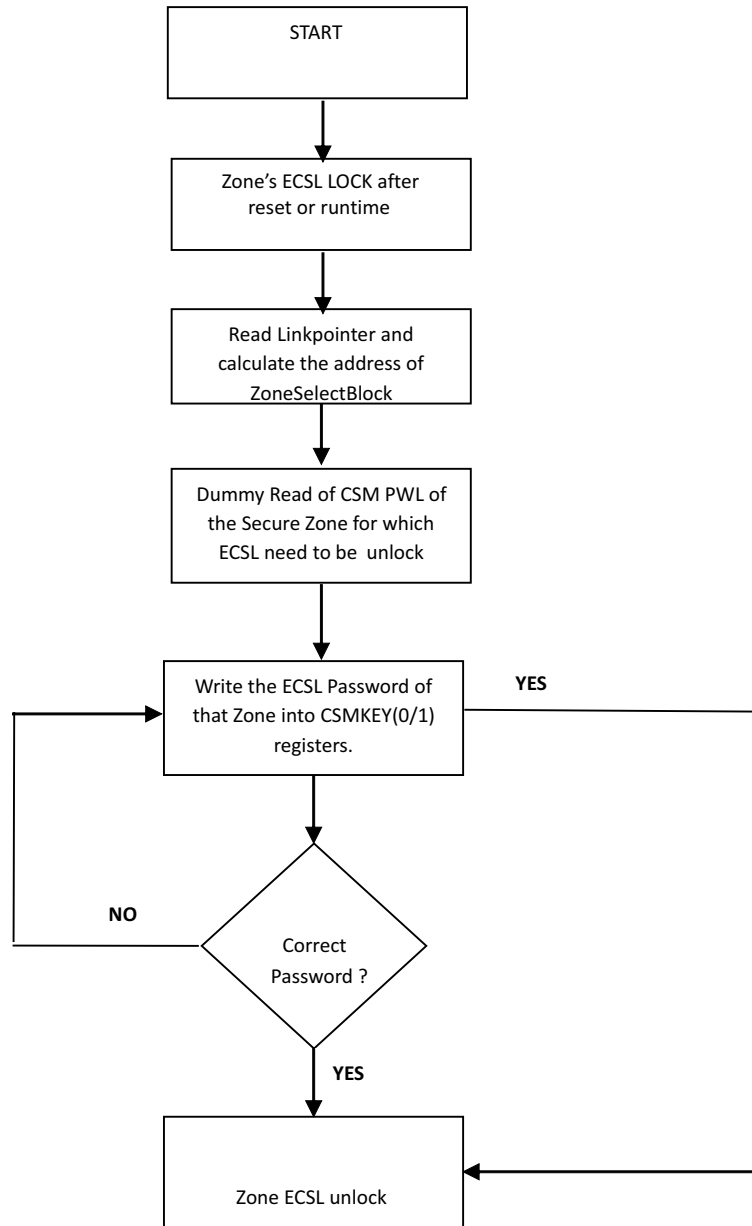 START
Zone’s ECSL LOCK after
reset or runtime
Read Linkpointer and
calculate the address of
ZoneSelectBlock
Dummy Read of CSM PWL of
the Secure Zone for which
ECSL need to be unlock
Write the ECSL Password of
that Zone into CSMKEY(0/1)
registers.
YES
NO
Correct
Password ?
YES
Zone ECSL unlock